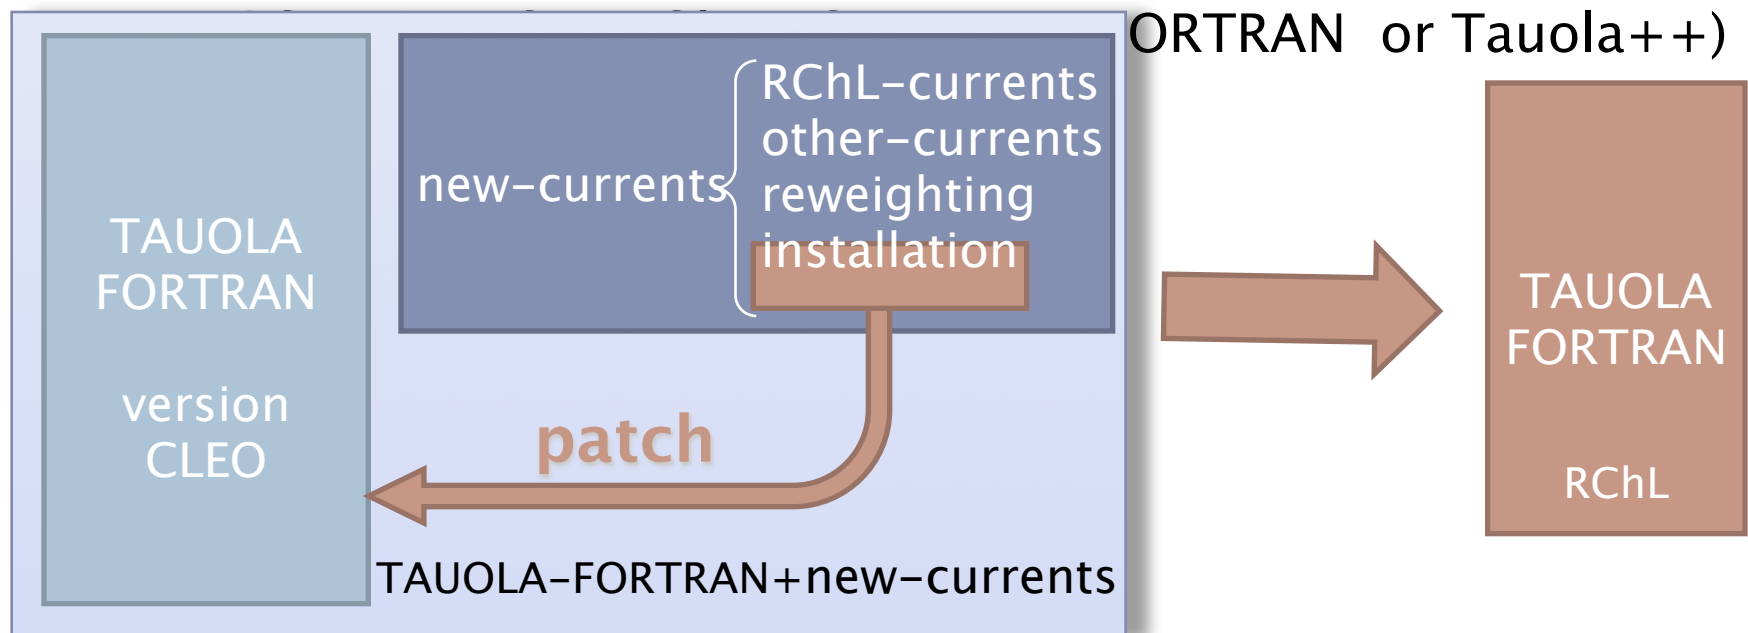 ORTRAN or Tauola++)
RChL-currents
other-currents
new-currents
reweighting
installation
TAUOLA
FORTRAN
version
CLEO
patch
TAUOLA-FORTRAN+new-currents
TAUOLA
FORTRAN
RChL